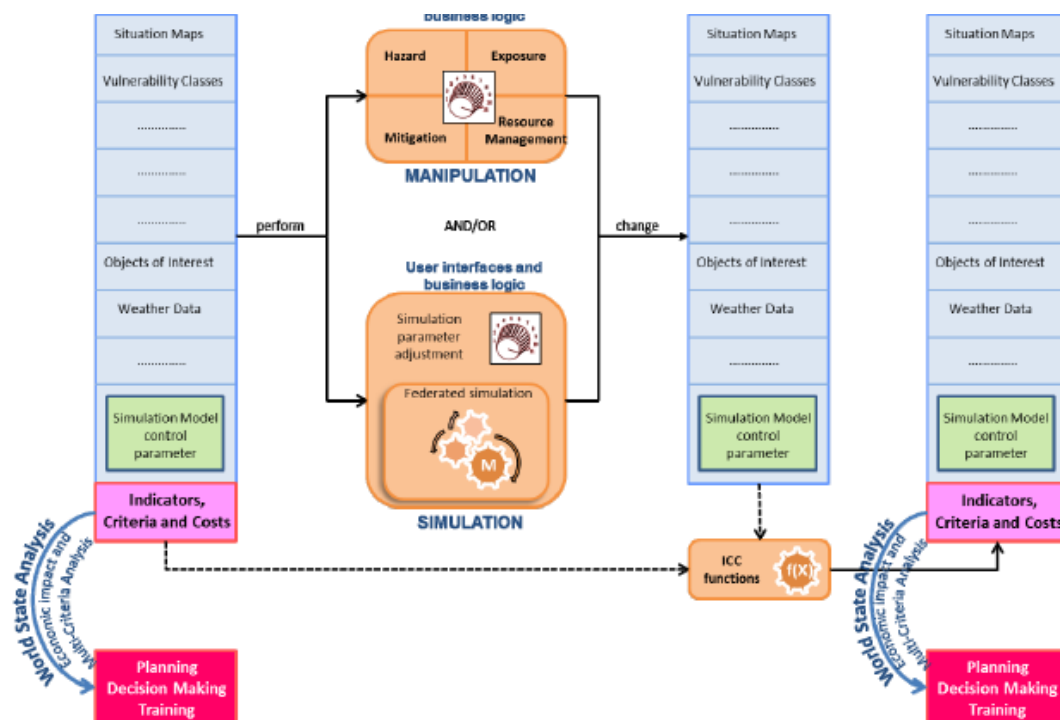 Situation Maps
Vulnerability Classes
..............
..............
..............
Objects of Interest
Weather Data
..............
Simulation Model
control
parameter
Indicators,
Criteria and Costs
World State Analysis
Economic impact and
Multi-Criteria Analysis
Planning
Decision Making
Training
perform
business logic
Hazard
Exposure
Mitigation
Resource
Management
MANIPULATION
AND/OR
User interfaces and
business logic
Simulation
parameter
adjustment
Federated simulation
M
SIMULATION
change
Situation Maps
Vulnerability Classes
..............
..............
..............
Objects of Interest
Weather Data
..............
Simulation Model
control
parameter
ICC
functions
f(X)
Situation Maps
Vulnerability Classes
..............
..............
..............
Objects of Interest
Weather Data
..............
Simulation Model
control
parameter
Indicators,
Criteria and Costs
World State Analysis
Economic impact and
Multi-Criteria Analysis
Planning
Decision Making
Training